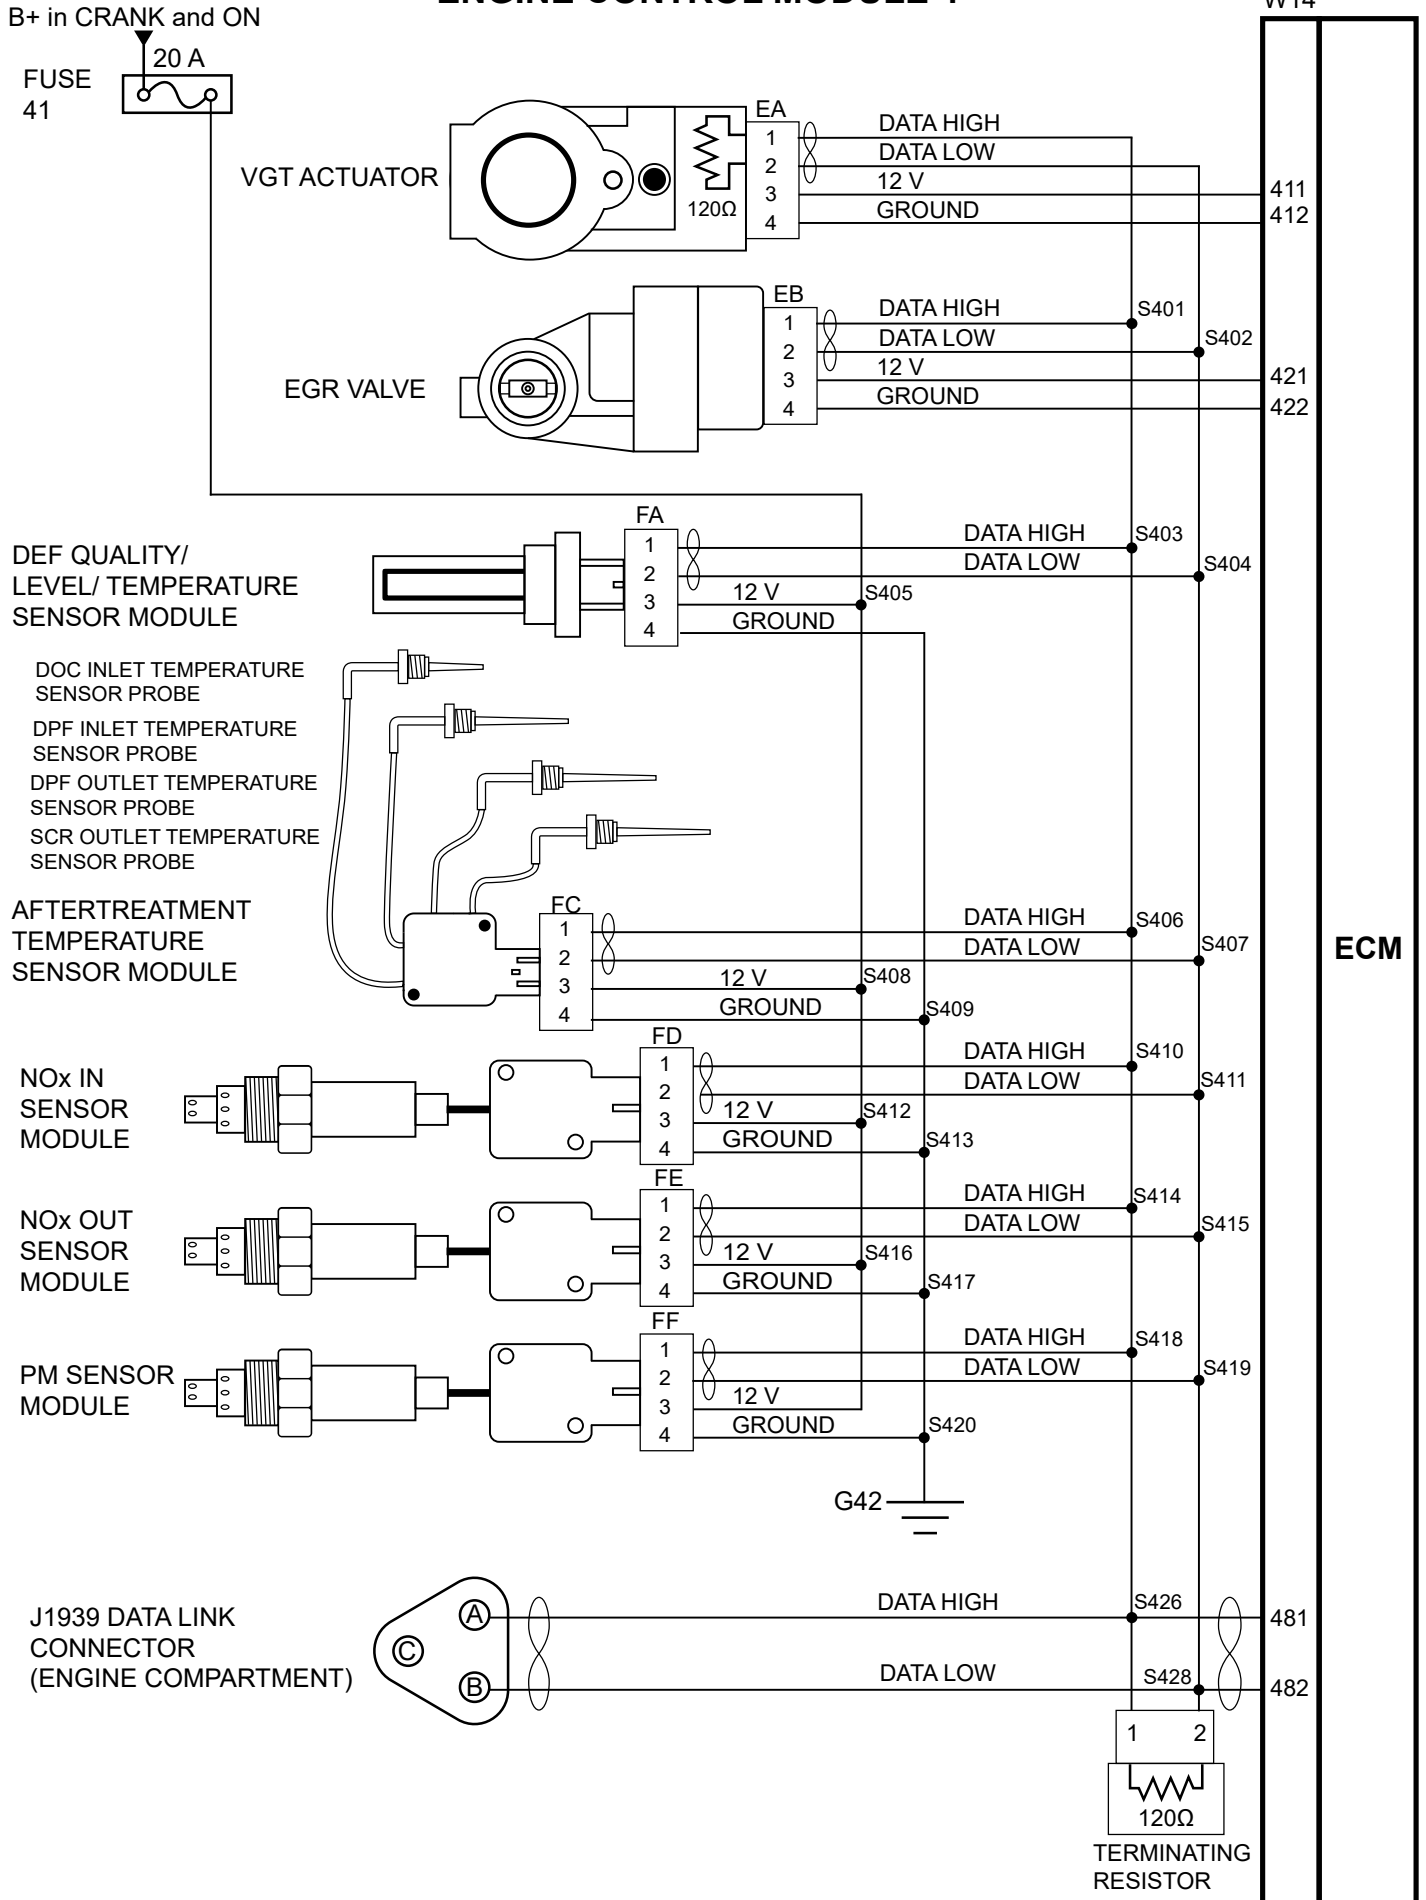 B+ in CRANK and ON
ENGINE CONTROL MODULE 4
W14
20 A
FUSE
41
VGT ACTUATOR
120Ω
EA
1
2
3
4
DATA HIGH
DATA LOW
12 V
GROUND
411
412
EGR VALVE
EB
1
2
3
4
DATA HIGH
DATA LOW
12 V
GROUND
S401
S402
421
422
DEF QUALITY/
LEVEL/ TEMPERATURE
SENSOR MODULE
FA
1
2
3
4
DATA HIGH
DATA LOW
12 V
GROUND
S403
S404
S405
DOC INLET TEMPERATURE
SENSOR PROBE
DPF INLET TEMPERATURE
SENSOR PROBE
DPF OUTLET TEMPERATURE
SENSOR PROBE
SCR OUTLET TEMPERATURE
SENSOR PROBE
AFTERTREATMENT
TEMPERATURE
SENSOR MODULE
FC
1
2
3
4
DATA HIGH
DATA LOW
12 V
GROUND
S406
S407
S408
S409
ECM
NOx IN
SENSOR
MODULE
FD
1
2
3
4
DATA HIGH
DATA LOW
12 V
GROUND
S410
S411
S412
S413
NOx OUT
SENSOR
MODULE
FE
1
2
3
4
DATA HIGH
DATA LOW
12 V
GROUND
S414
S415
S416
S417
PM SENSOR
MODULE
FF
1
2
3
4
DATA HIGH
DATA LOW
12 V
GROUND
S418
S419
S420
G42
J1939 DATA LINK
CONNECTOR
(ENGINE COMPARTMENT)
A
C
B
DATA HIGH
DATA LOW
S426
S428
481
482
1 2
120Ω
TERMINATING
RESISTOR